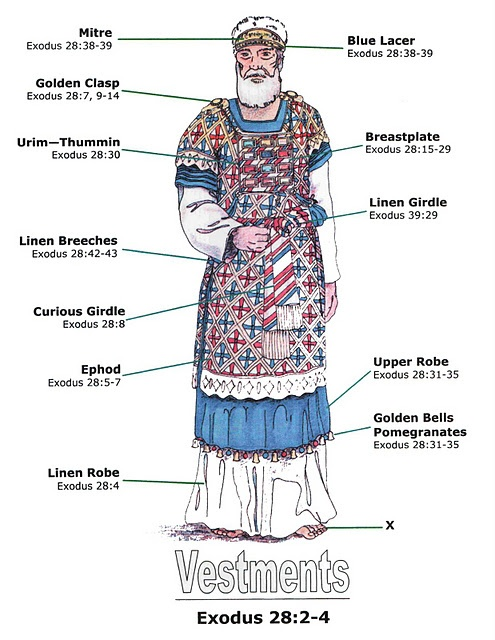 Mitre
Exodus 28:38-39
Blue Lacer
Exodus 28:38-39
Golden Clasp
Exodus 28:7, 9-14
Urim—Thummin
Exodus 28:30
Breastplate
Exodus 28:15-29
Linen Girdle
Exodus 39:29
Linen Breeches
Exodus 28:42-43
Curious Girdle
Exodus 28:8
Ephod
Exodus 28:5-7
Upper Robe
Exodus 28:31-35
Golden Bells
Pomegranates
Exodus 28:31-35
Linen Robe
Exodus 28:4
X
Vestments
Exodus 28:2-4